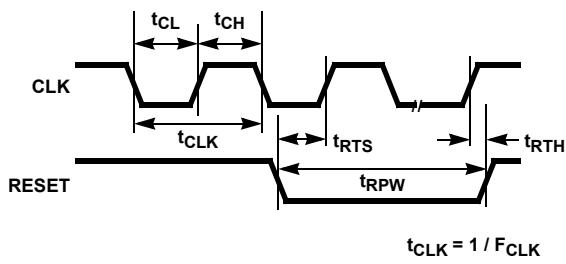 tCL tCH
CLK
tCLK
tRTS
tRTH
tRPW
RESET
tCLK = 1 / FCLK